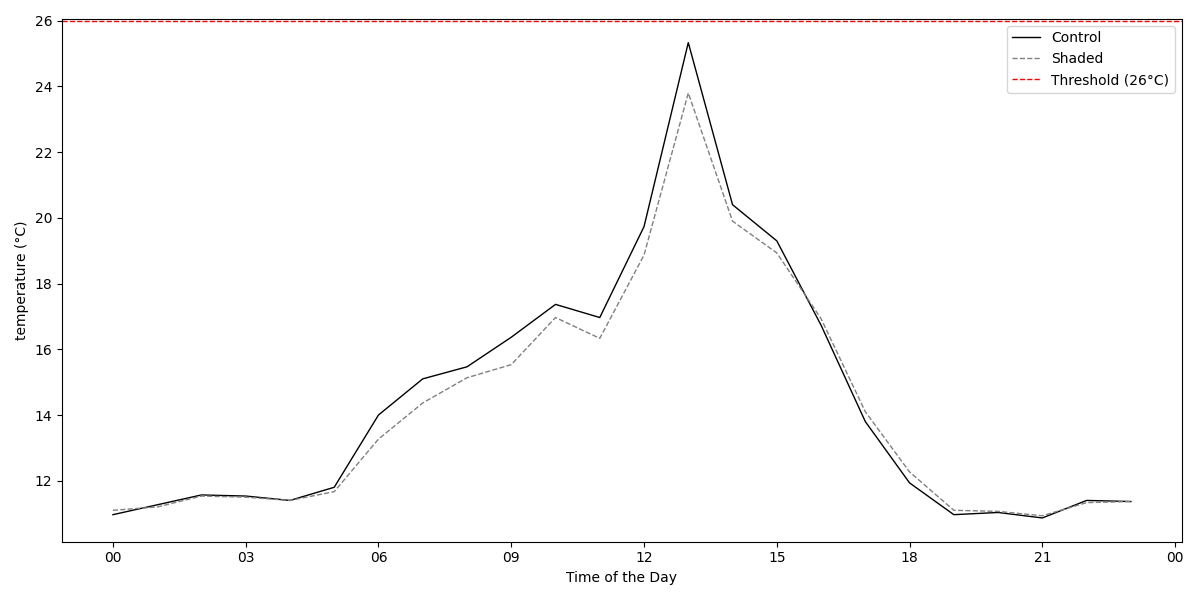 26
24
22
20
18
16
14
12
temperature (°C)
Control
Shaded
Threshold (26°C)
00 03 06 09 12 15 18 21 00
Time of the Day